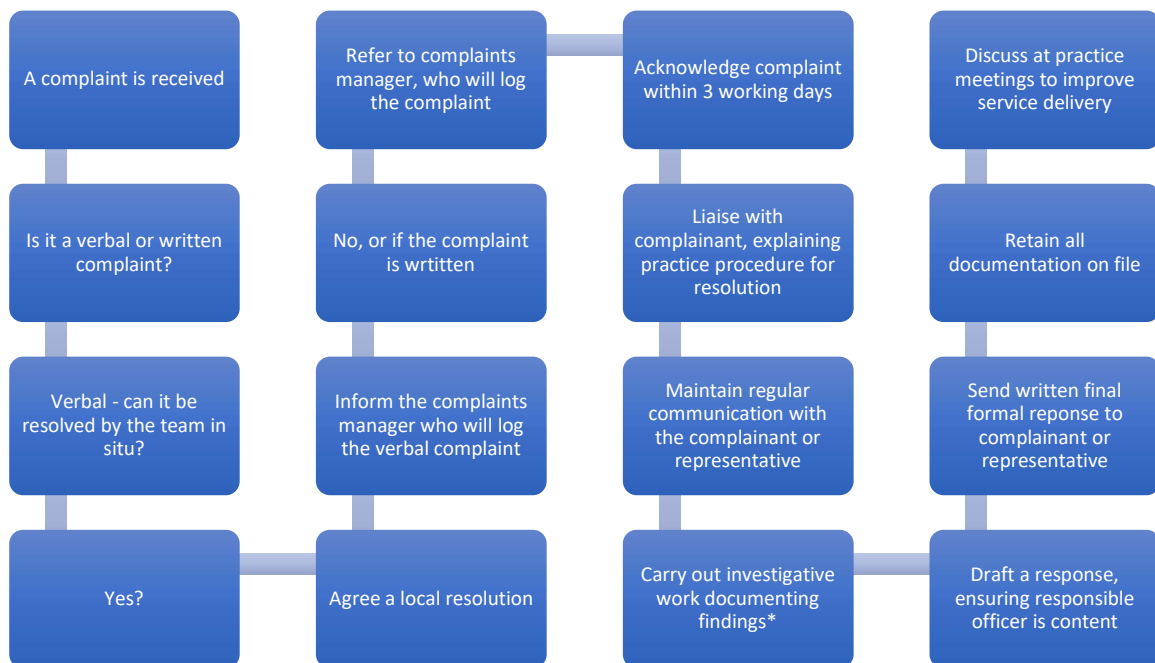 A complaint is received
Is it a verbal or written
complaint?
Verbal - can it be
resolved by the team in
situ?
Yes?
Agree a local resolution
Inform the complaints
manager who will log
the verbal complaint
No, or if the complaint
is wrtitten
Refer to complaints
manager, who will log
the complaint
Acknowledge complaint
within 3 working days
Liaise with
complainant, explaining
practice procedure for
resolution
Maintain regular
communication with
the complainant or
representative
Carry out investigative
work documenting
findings*
Draft a response,
ensuring responsible
officer is content
Send written final
formal reponse to
complainant or
representative
Retain all
documentation on file
Discuss at practice
meetings to improve
service delivery